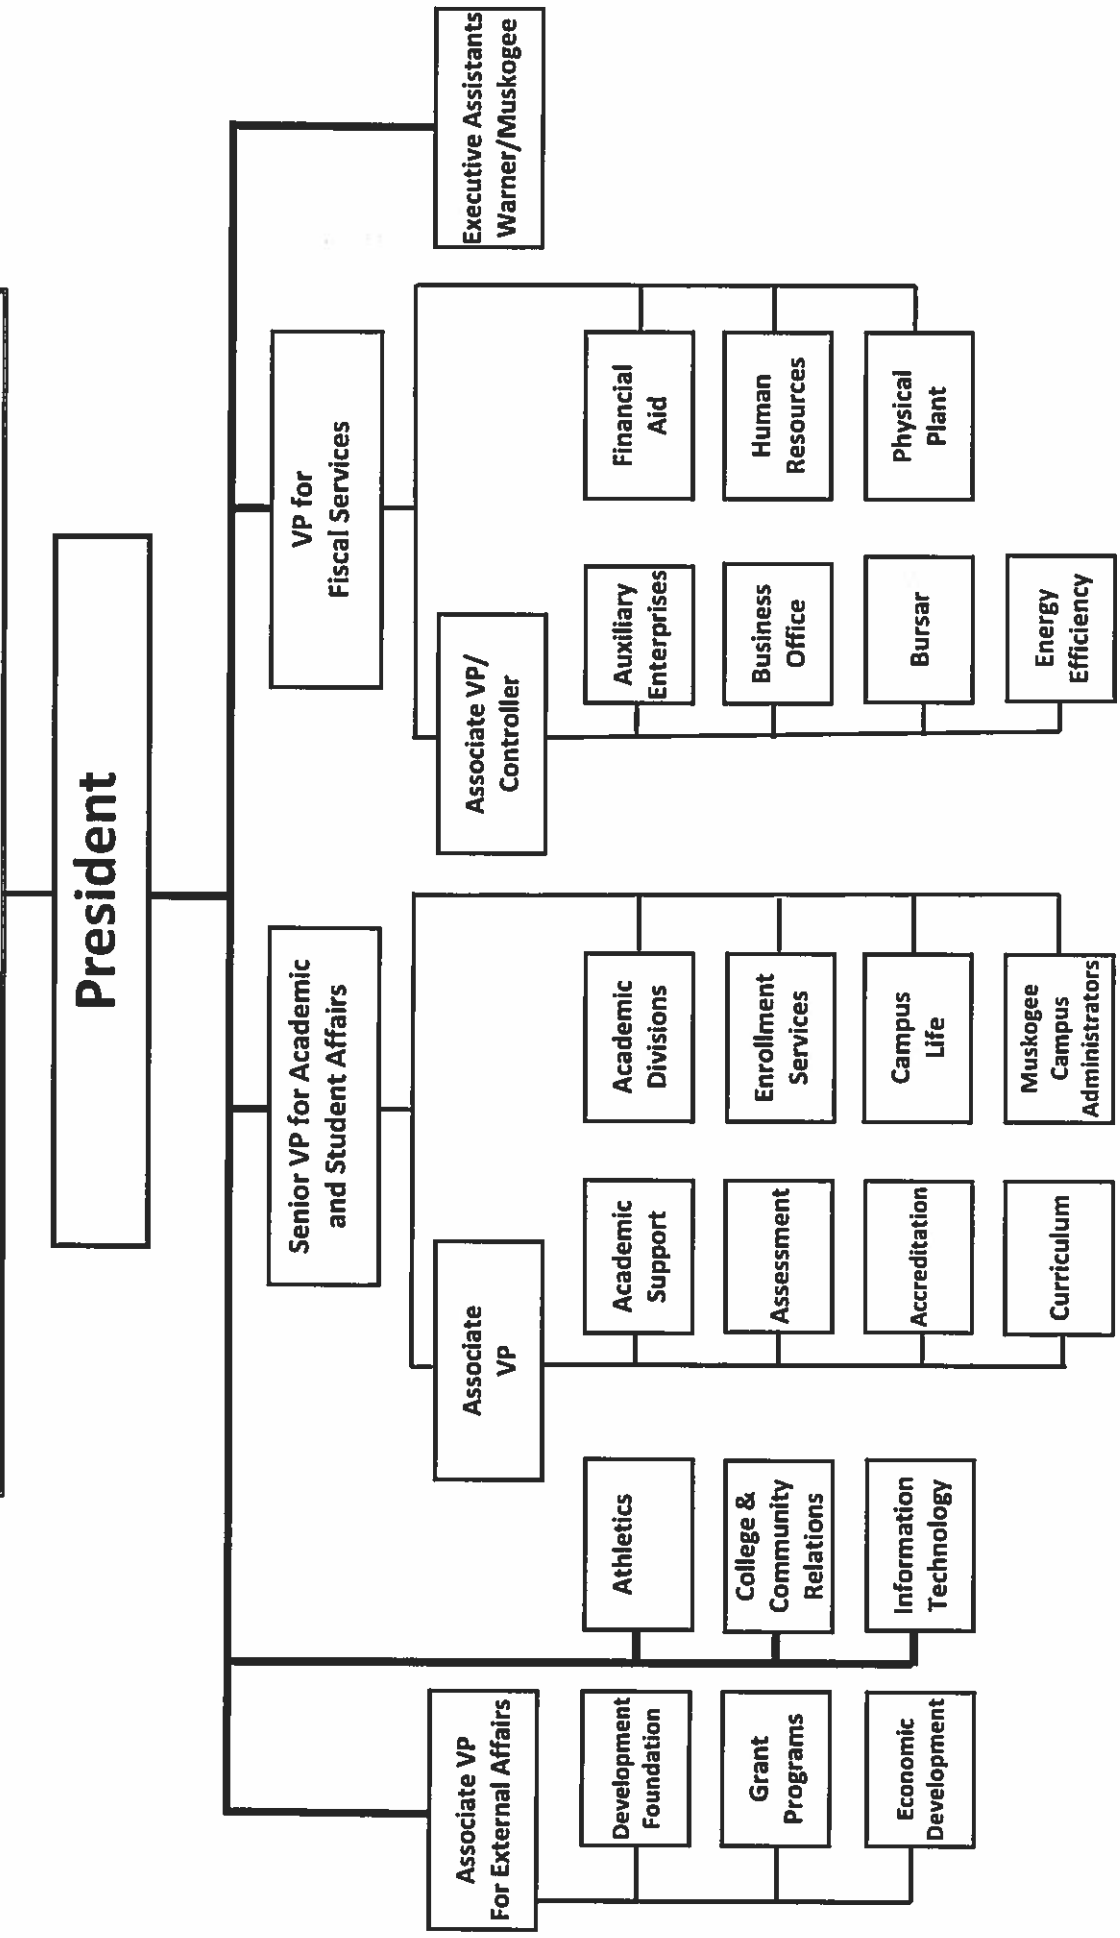 President
Associate VP
For External Affairs
Development
Foundation
Grant
Programs
Economic
Development
Athletics
College &
Community
Relations
Information
Technology
Senior VP for Academic
and Student Affairs
Associate
VP
Academic
Support
Assessment
Accreditation
Curriculum
Academic
Divisions
Enrollment
Services
Campus
Life
Muskogee
Campus
Administrators
VP for
Fiscal Services
Associate VP/
Controller
Auxiliary
Enterprises
Business
Office
Bursar
Energy
Efficiency
Financial
Aid
Human
Resources
Physical
Plant
Executive Assistants
Warner/Muskogee